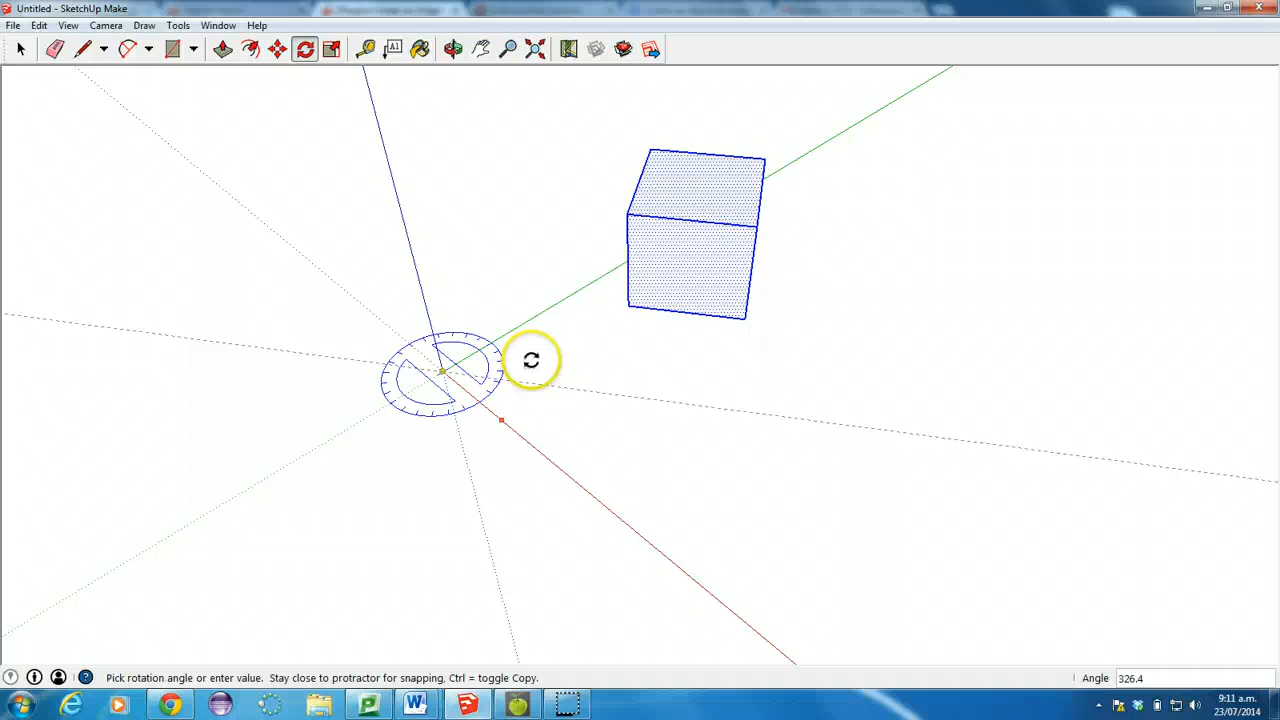 Untitled - SketchUp Make
File Edit View Camera Draw Tools Window Help
A1
Pick rotation angle or enter value. Stay close to protractor for snapping, Ctrl = toggle Copy.
Angle 326.4
9:11 a.m.
23/07/2014